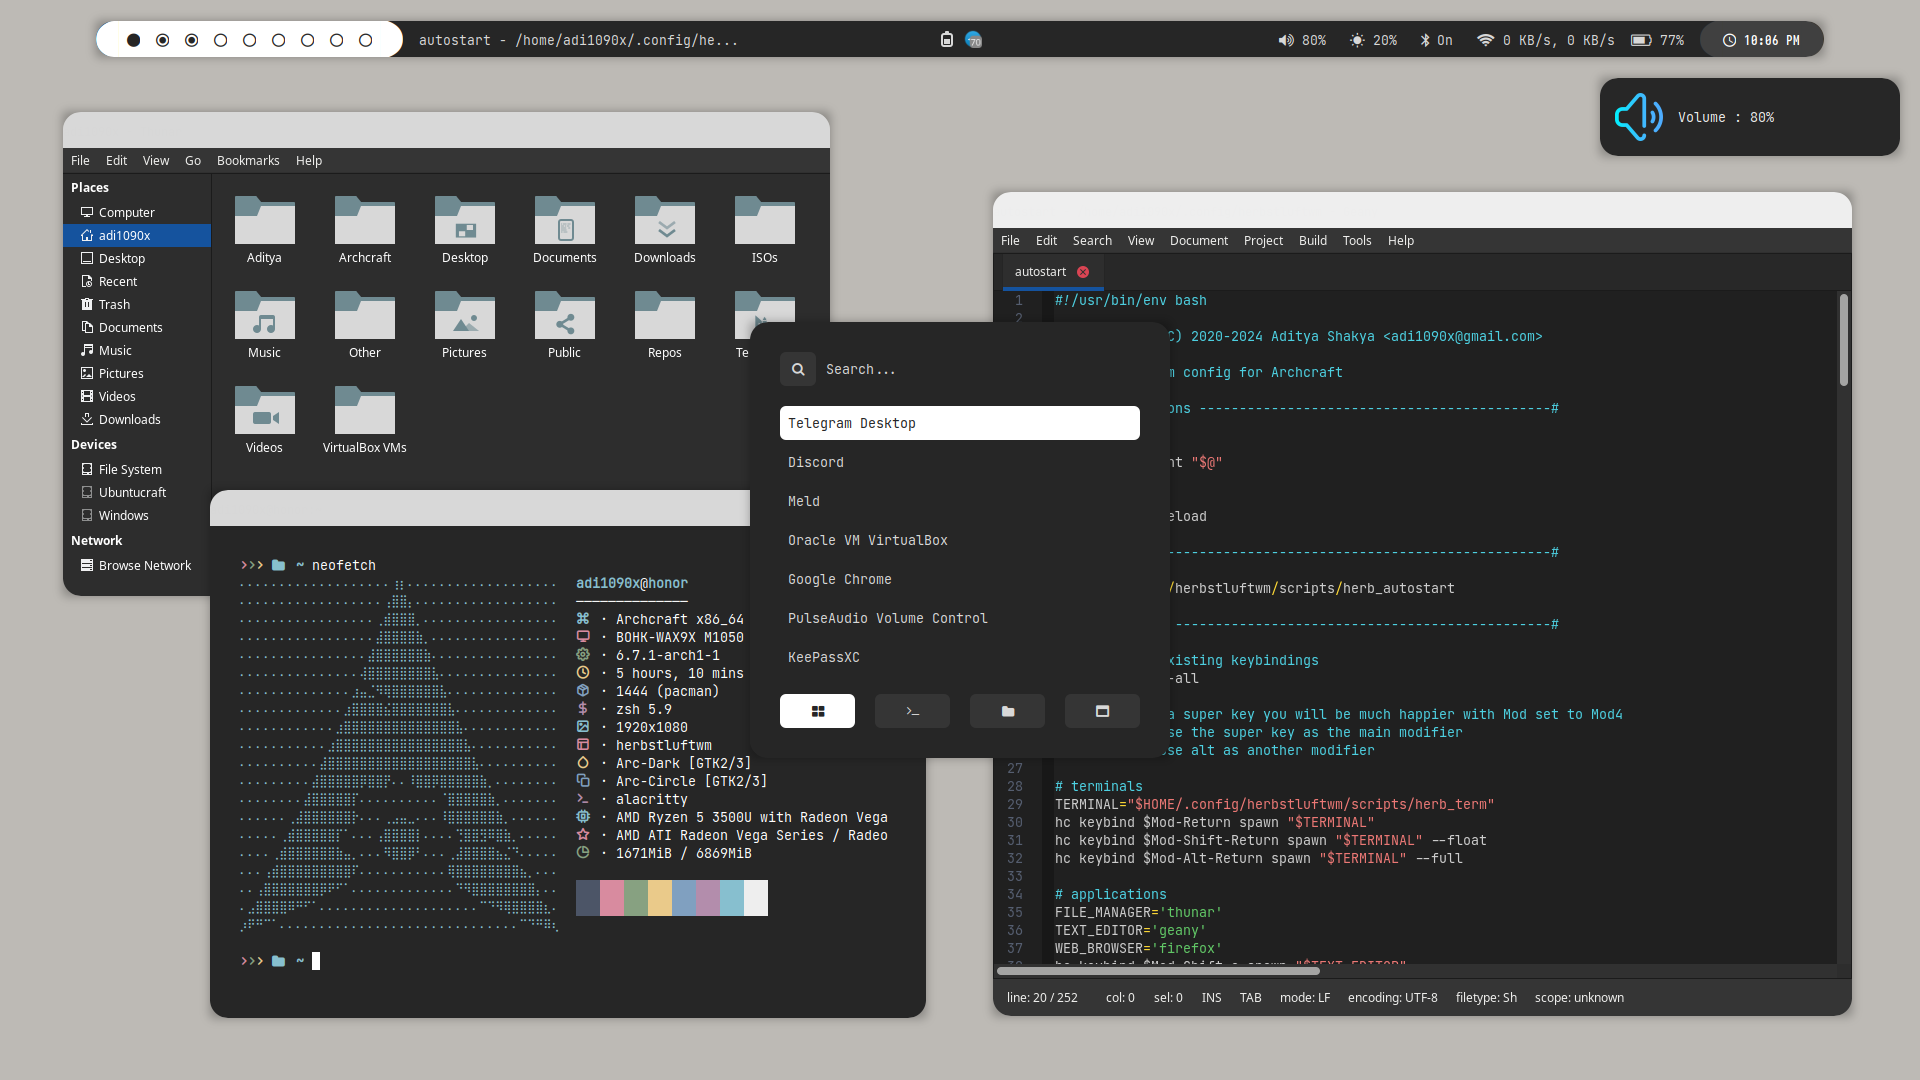 autostart - /home/adi1090x/.config/he...
70
80%
20%
On
0 KB/s, 0 KB/s
77%
10:06 PM
Volume : 80%
File Edit View Go Bookmarks Help
Places
Computer
adi1090x
Desktop
Recent
Trash
Documents
Music
Pictures
Videos
Downloads
Devices
File System
Ubuntucraft
Windows
Network
Browse Network
Aditya Archcraft Desktop Documents Downloads ISOs
Music Other Pictures Public Repos Te
Videos VirtualBox VMs
~ neofetch
adi1090x@honor
· Archcraft x86_64
· BOHK-WAX9X M1050
· 6.7.1-arch1-1
· 5 hours, 10 mins
· 1444 (pacman)
· zsh 5.9
· 1920x1080
· herbstluftwm
· Arc-Dark [GTK2/3]
· Arc-Circle [GTK2/3]
· alacritty
· AMD Ryzen 5 3500U with Radeon Vega
· AMD ATI Radeon Vega Series / Radeo
· 1671MiB / 6869MiB
~
Search...
Telegram Desktop
Discord
Meld
Oracle VM VirtualBox
Google Chrome
PulseAudio Volume Control
KeePassXC
File Edit Search View Document Project Build Tools Help
autostart
1 #!/usr/bin/env bash
2
C) 2020-2024 Aditya Shakya <adi1090x@gmail.com>
m config for Archcraft
ons --------------------------------------------#
nt "$@"
eload
-----------------------------------------------#
/herbstluftwm/scripts/herb_autostart
-----------------------------------------------#
xisting keybindings
-all
a super key you will be much happier with Mod set to Mod4
se the super key as the main modifier
se alt as another modifier
27
28 # terminals
29 TERMINAL="$HOME/.config/herbstluftwm/scripts/herb_term"
30 hc keybind $Mod-Return spawn "$TERMINAL"
31 hc keybind $Mod-Shift-Return spawn "$TERMINAL" --float
32 hc keybind $Mod-Alt-Return spawn "$TERMINAL" --full
33
34 # applications
35 FILE_MANAGER='thunar'
36 TEXT_EDITOR='geany'
37 WEB_BROWSER='firefox'
line: 20 / 252 col: 0 sel: 0 INS TAB mode: LF encoding: UTF-8 filetype: Sh scope: unknown